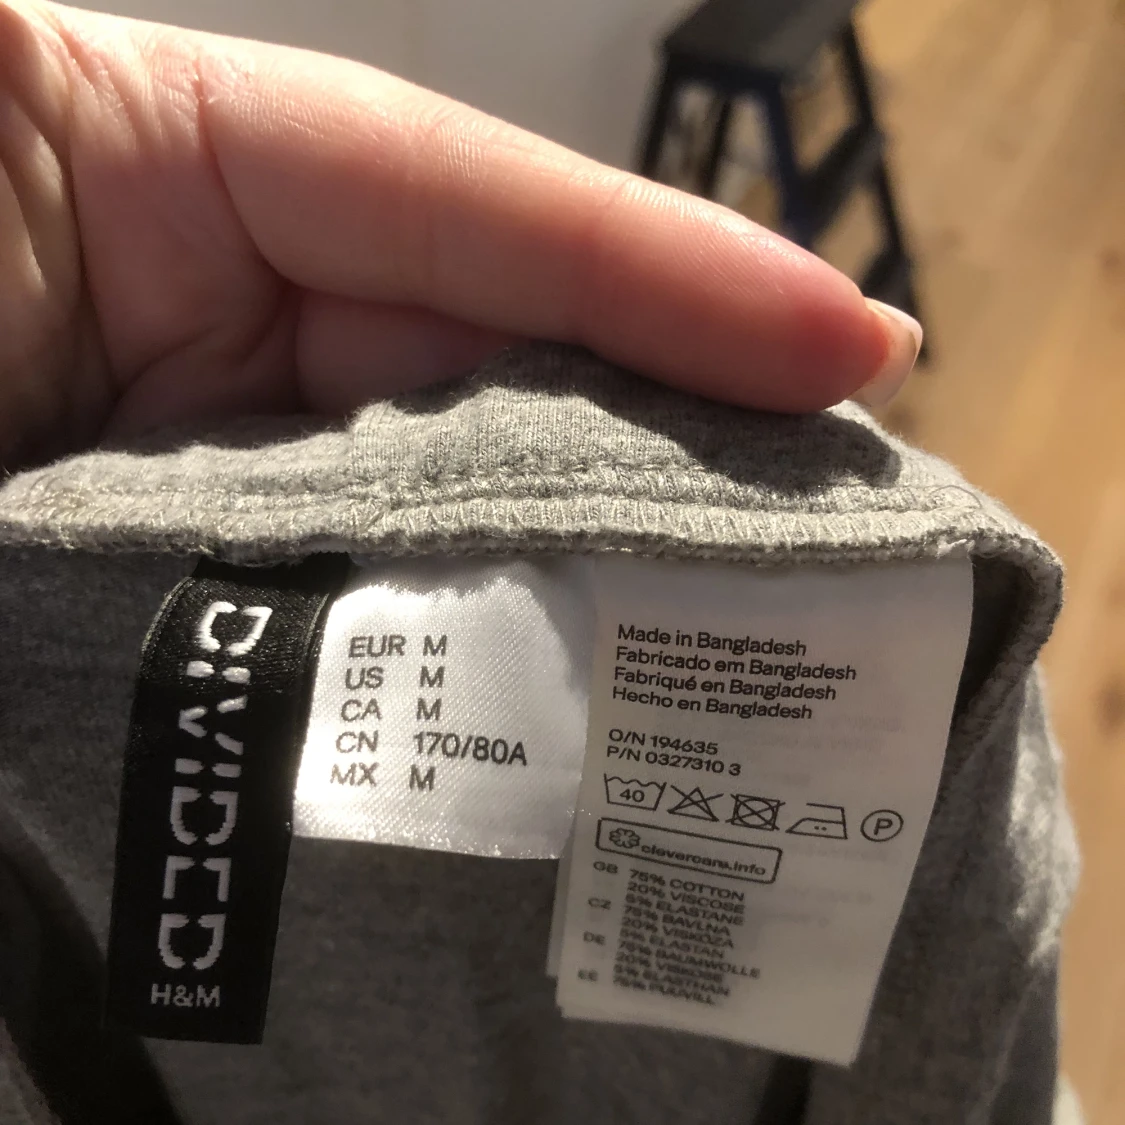 DIVIDED
H&M
EUR M
US M
CA M
CN 170/80A
MX M
Made in Bangladesh
Fabricado em Bangladesh
Fabriqué en Bangladesh
Hecho en Bangladesh
O/N 194635
P/N 0327310 3
40
P
clevercare.info
GB 75% COTTON
20% VISCOSE
5% ELASTANE
CZ 75% BAVLNA
20% VISKÓZA
5% ELASTAN
DE 75% BAUMWOLLE
20% VISKOSE
5% ELASTHAN
EE 75% PUUVILL